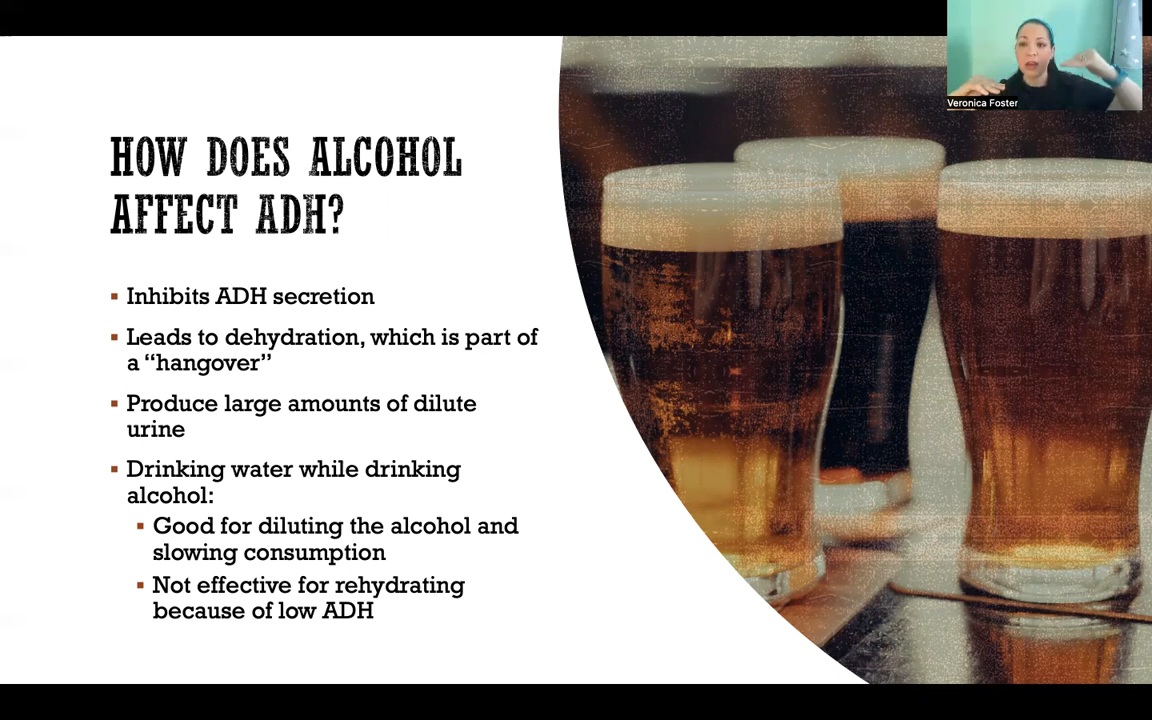 Veronica Foster
HOW DOES ALCOHOL
AFFECT ADH?
▪ Inhibits ADH secretion
▪ Leads to dehydration, which is part of
a “hangover”
▪ Produce large amounts of dilute
urine
▪ Drinking water while drinking
alcohol:
▪ Good for diluting the alcohol and
slowing consumption
▪ Not effective for rehydrating
because of low ADH